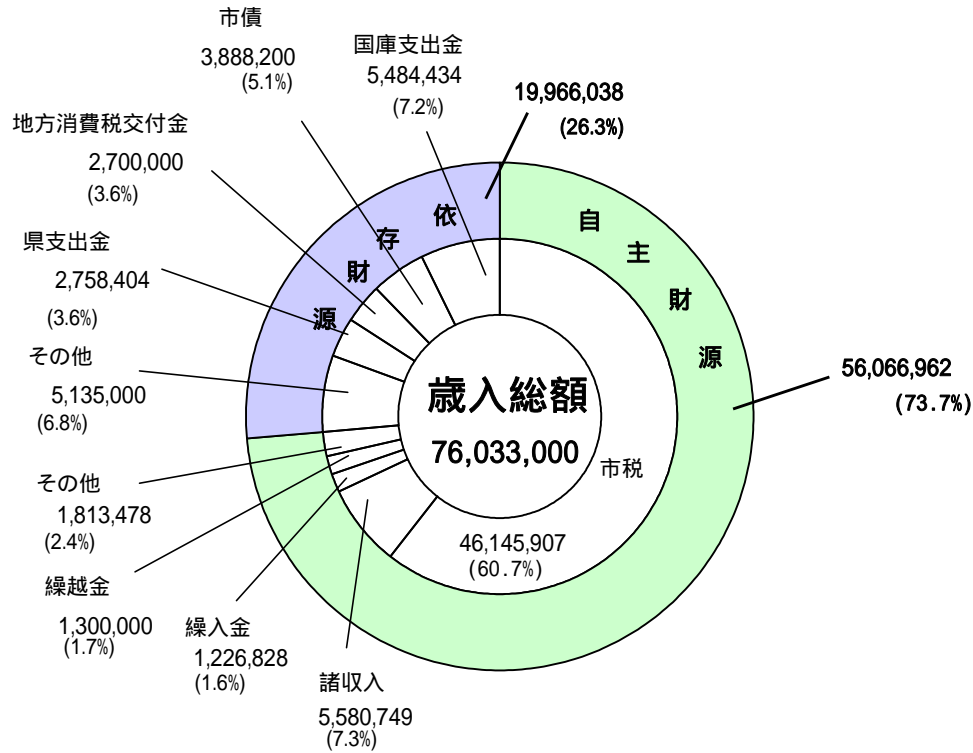 市債
3,888,200
(5.1%)
国庫支出金
5,484,434
(7.2%)
19,966,038
(26.3%)
地方消費税交付金
2,700,000
(3.6%)
県支出金
2,758,404
(3.6%)
その他
5,135,000
(6.8%)
依存財源
自主財源
56,066,962
(73.7%)
歳入総額
76,033,000
市税
46,145,907
(60.7%)
その他
1,813,478
(2.4%)
繰越金
1,300,000
(1.7%)
繰入金
1,226,828
(1.6%)
諸収入
5,580,749
(7.3%)